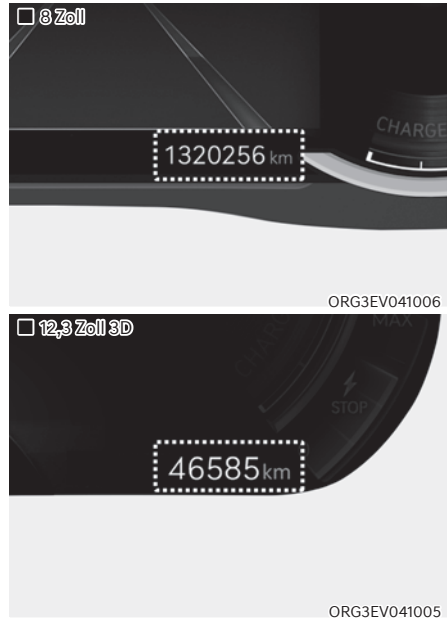 8 Zoll
CHARGE
1320256 km
ORG3EV041006
12,3 Zoll 3D
CHARGE
MAX
STOP
46585km
ORG3EV041005